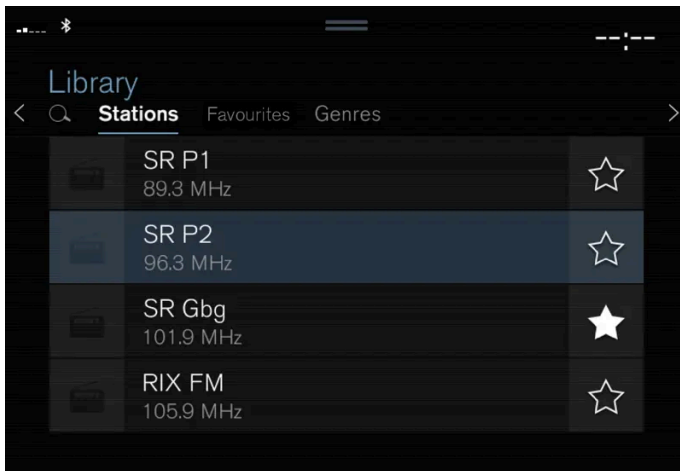 --:--
Library
Stations Favourites Genres
SR P1
89.3 MHz
SR P2
96.3 MHz
SR Gbg
101.9 MHz
RIX FM
105.9 MHz